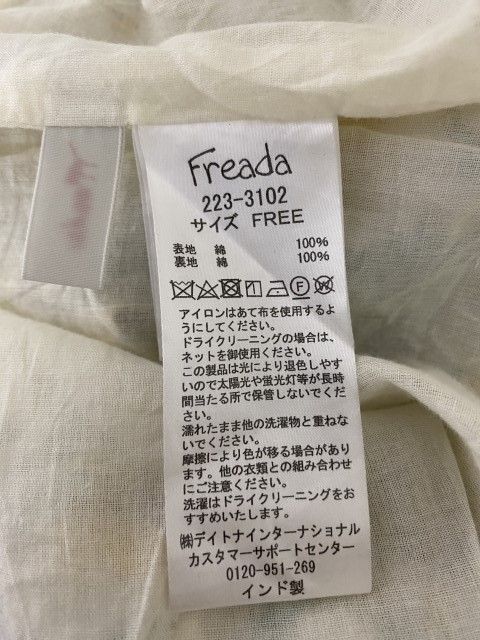 Freada
223-3102
サイズ FREE
表地 綿 100%
裏地 綿 100%
アイロンはあて布を使用するよ
うにしてください。
ドライクリーニングの場合は、
ネットを御使用ください。
この製品は光により退色しやす
いので太陽光や蛍光灯等が長時
間当たる所で保管しないでくだ
さい。
濡れたまま他の洗濯物と重ねな
いでください。
摩擦により色が移る場合があり
ます。他の衣類との組み合わせ
にご注意ください。
洗濯はドライクリーニングをお
すすめいたします。
㈱デイトナインターナショナル
カスタマーサポートセンター
0120-951-269
インド製